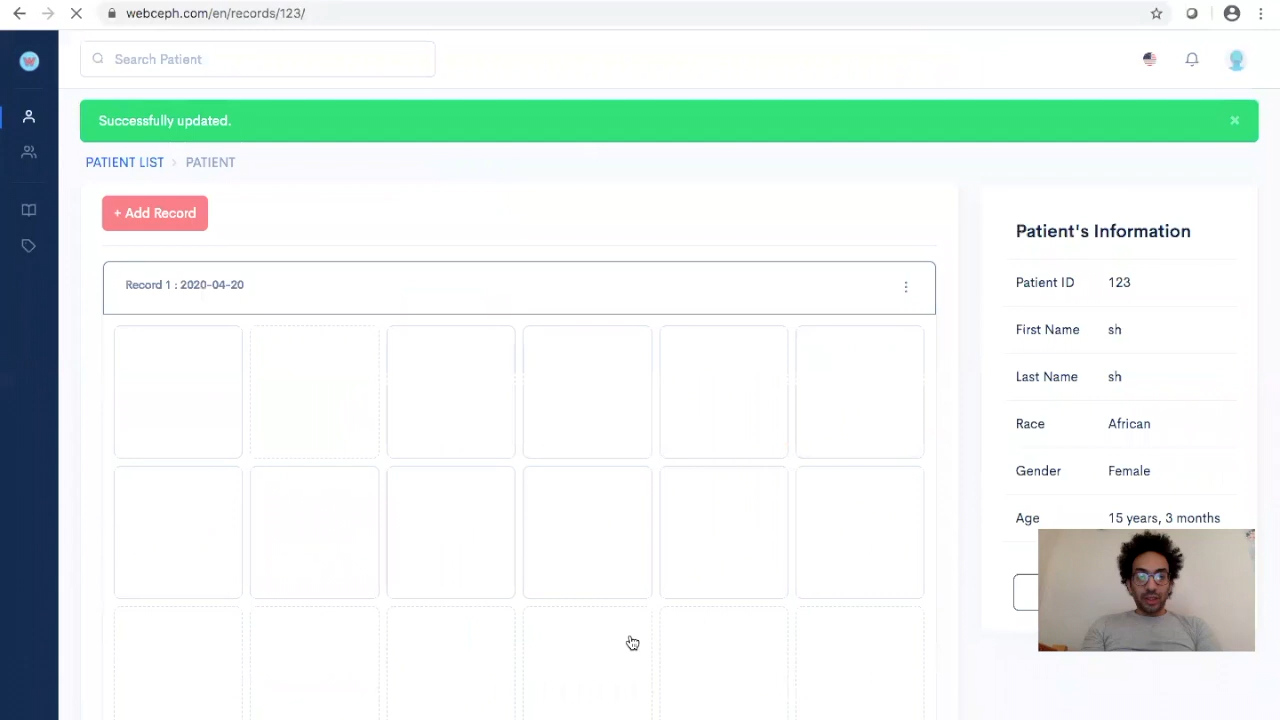 webceph.com/en/records/123/
Search Patient
Successfully updated.
×
PATIENT LIST > PATIENT
+ Add Record
Record 1 : 2020-04-20
Patient's Information
Patient ID 123
First Name sh
Last Name sh
Race African
Gender Female
Age 15 years, 3 months